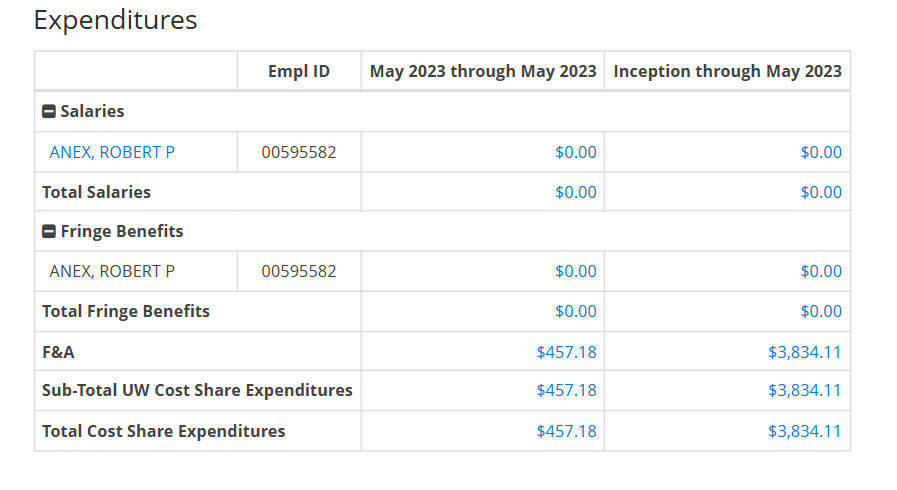 Expenditures
Empl ID May 2023 through May 2023 Inception through May 2023
Salaries
ANEX, ROBERT P 00595582 $0.00 $0.00
Total Salaries $0.00 $0.00
Fringe Benefits
ANEX, ROBERT P 00595582 $0.00 $0.00
Total Fringe Benefits $0.00 $0.00
F&A $457.18 $3,834.11
Sub-Total UW Cost Share Expenditures $457.18 $3,834.11
Total Cost Share Expenditures $457.18 $3,834.11